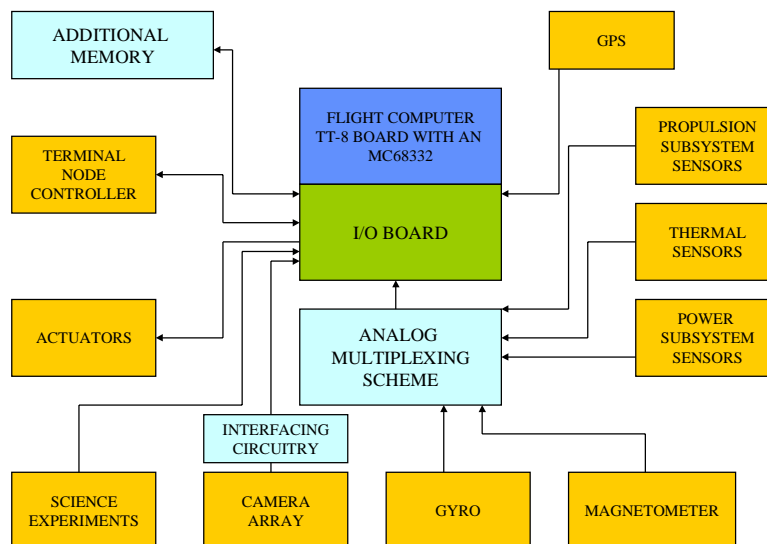 ADDITIONAL
MEMORY
GPS
FLIGHT COMPUTER
TT-8 BOARD WITH AN
MC68332
PROPULSION
SUBSYSTEM
SENSORS
TERMINAL
NODE
CONTROLLER
I/O BOARD
THERMAL
SENSORS
ACTUATORS
ANALOG
MULTIPLEXING
SCHEME
POWER
SUBSYSTEM
SENSORS
INTERFACING
CIRCUITRY
SCIENCE
EXPERIMENTS
CAMERA
ARRAY
GYRO
MAGNETOMETER